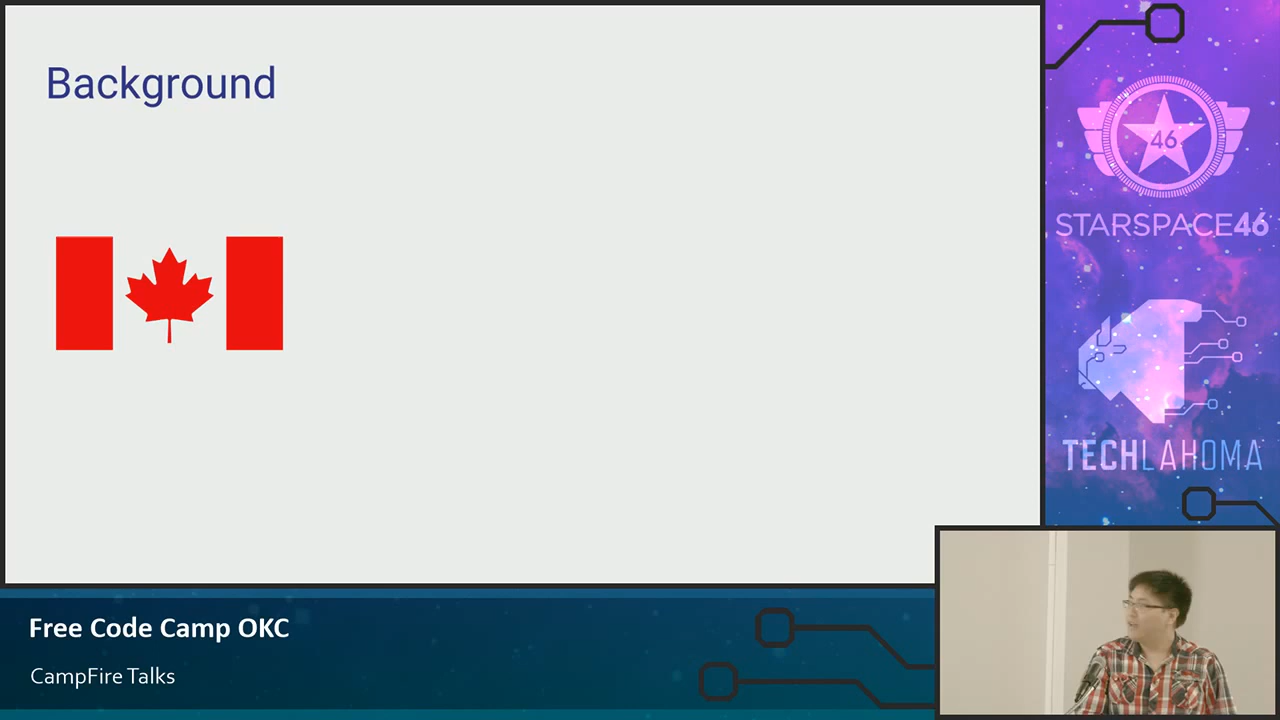 Background
46
STARSPACE46
TECHLAHOMA
Free Code Camp OKC
CampFire Talks